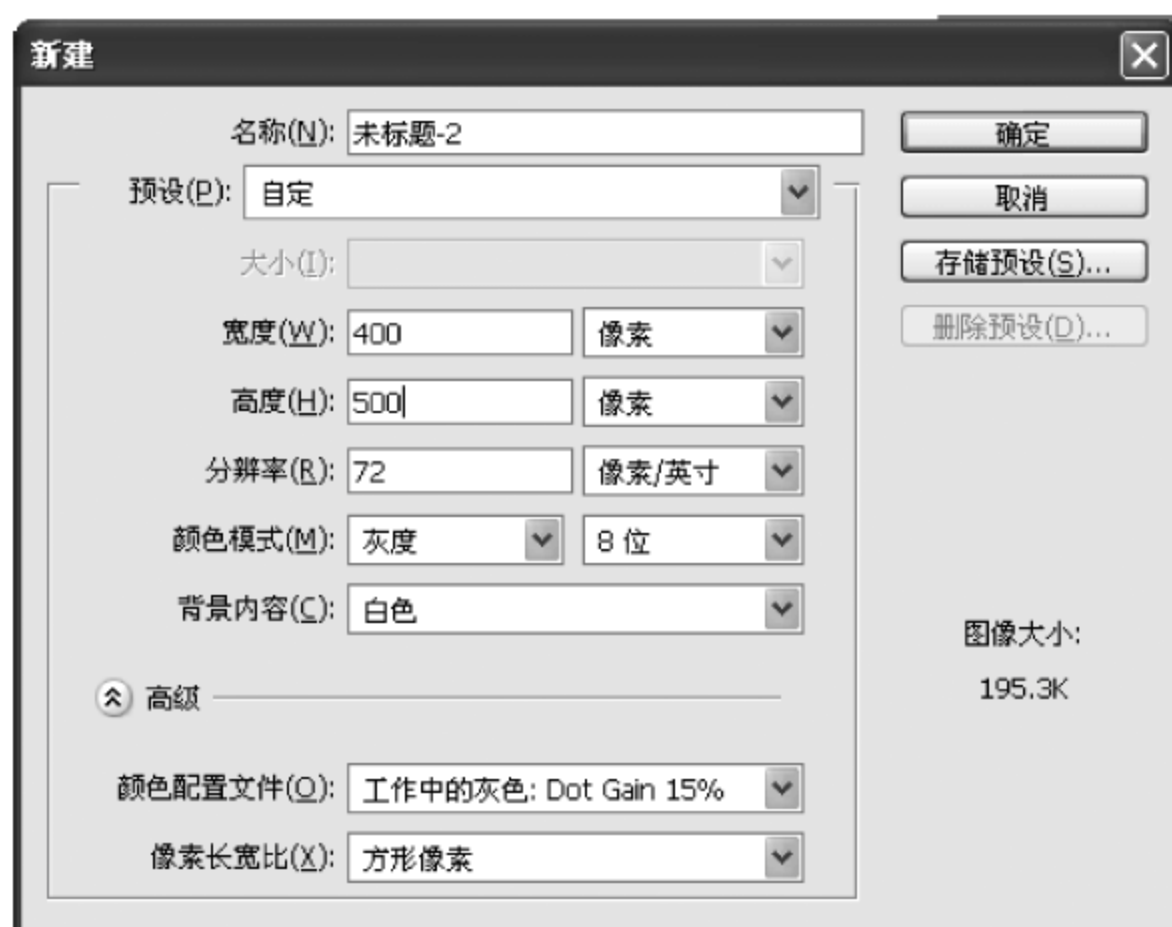 新建
名称(N): 未标题-2
确定
预设(P): 自定
取消
大小(I):
存储预设(S)...
宽度(W): 400 像素
删除预设(D)...
高度(H): 500 像素
分辨率(R): 72 像素/英寸
颜色模式(M): 灰度 8 位
背景内容(C): 白色
图像大小:
195.3K
高级
颜色配置文件(O): 工作中的灰色: Dot Gain 15%
像素长宽比(X): 方形像素